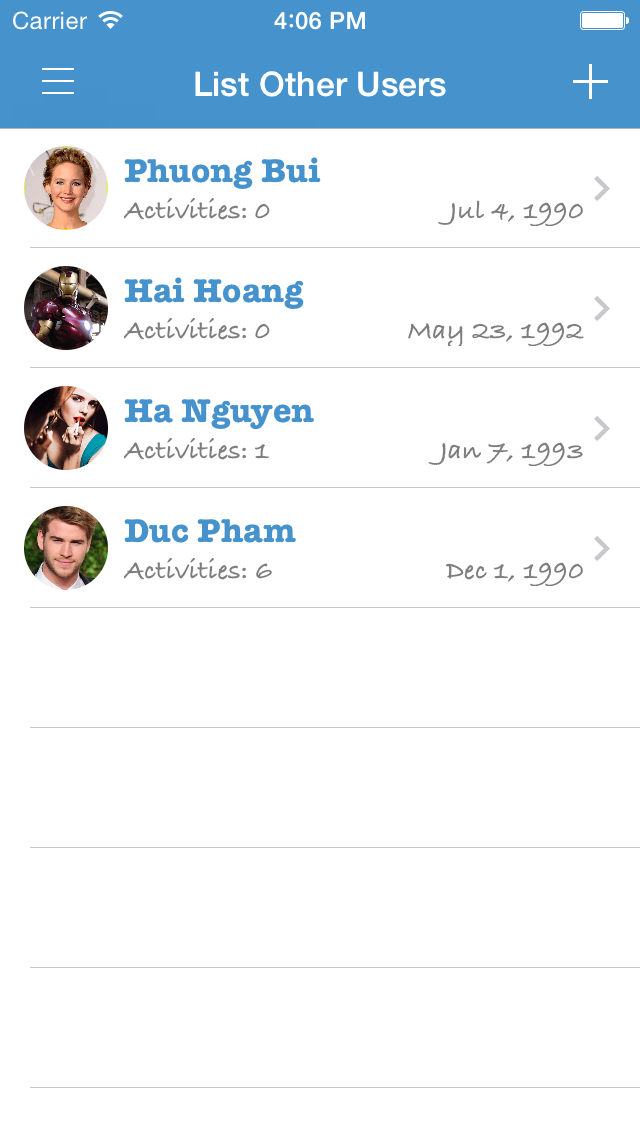 Carrier 4:06 PM
List Other Users
Phuong Bui
Activities: 0 Jul 4, 1990
Hai Hoang
Activities: 0 May 23, 1992
Ha Nguyen
Activities: 1 Jan 7, 1993
Duc Pham
Activities: 6 Dec 1, 1990